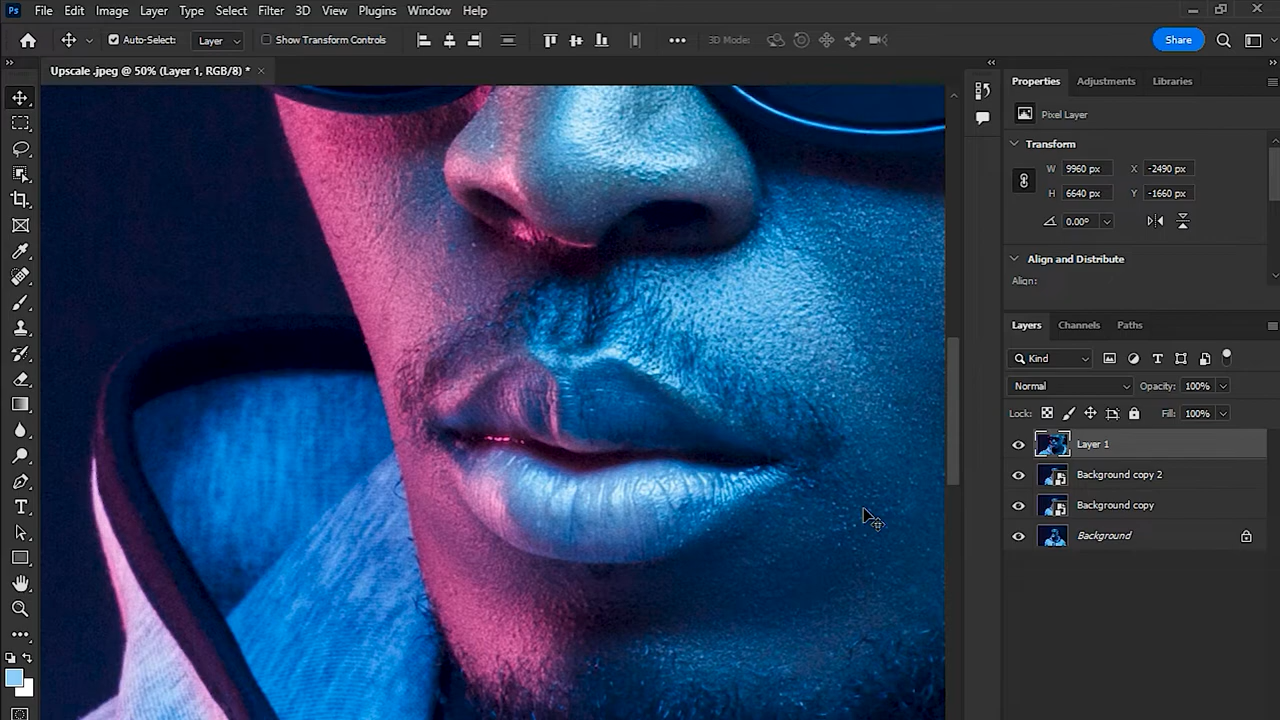 Ps File Edit Image Layer Type Select Filter 3D View Plugins Window Help
Auto-Select: Layer Show Transform Controls 3D Mode: Share
Upscale .jpeg @ 50% (Layer 1, RGB/8) *
Properties Adjustments Libraries
Pixel Layer
Transform
W 9960 px X -2490 px
H 6640 px Y -1660 px
0.00°
Align and Distribute
Align:
Layers Channels Paths
Kind
Normal Opacity: 100%
Lock: Fill: 100%
Layer 1
Background copy 2
Background copy
Background